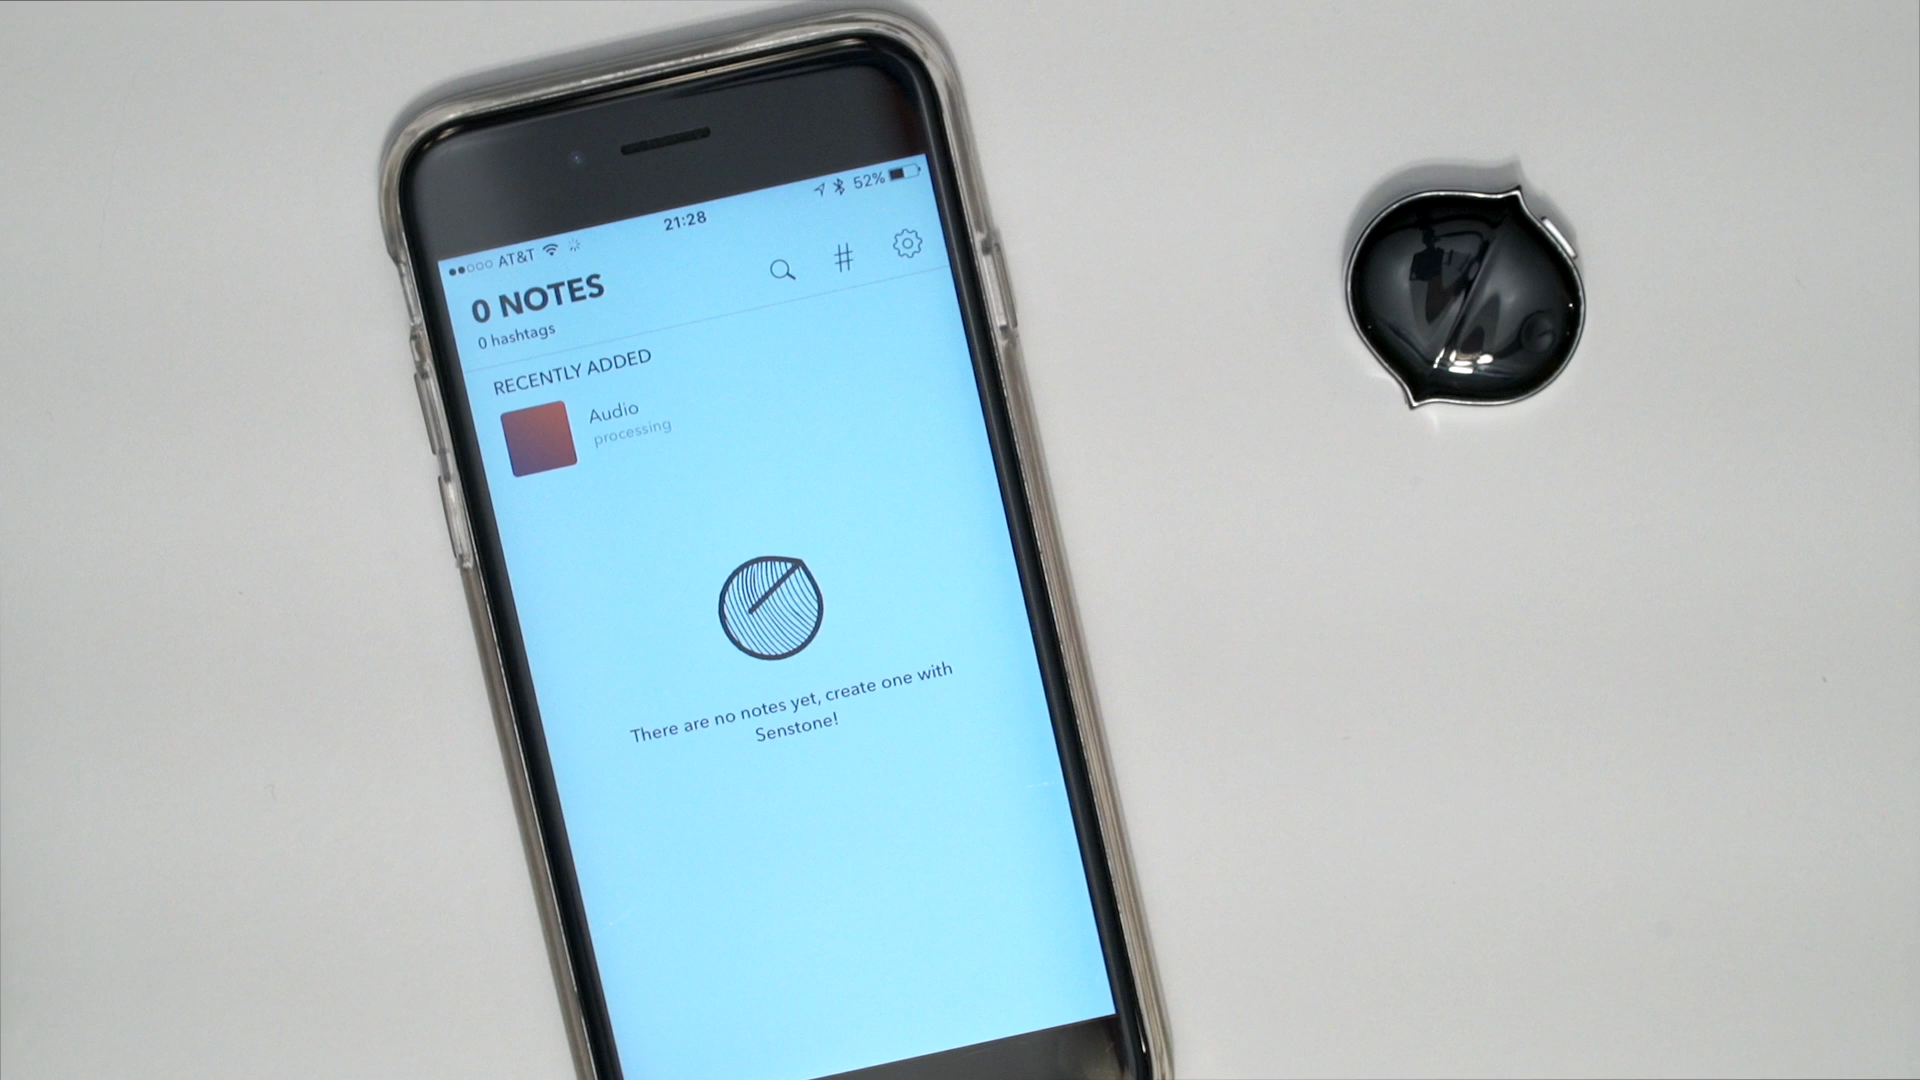 52%
21:28
AT&T
0 NOTES
#
0 hashtags
RECENTLY ADDED
Audio
processing
There are no notes yet, create one with
Senstone!